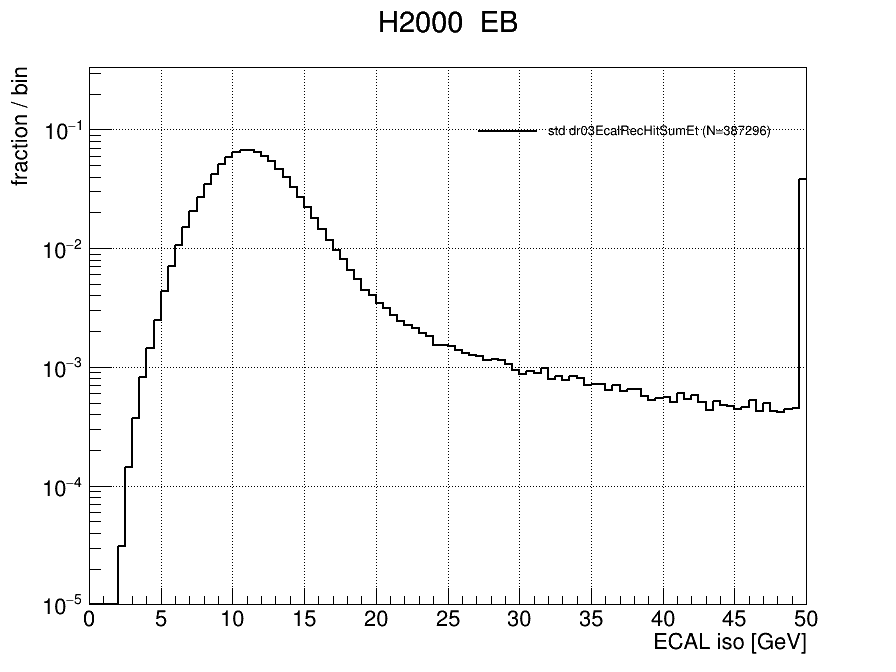 H2000 EB
fraction / bin
std dr03EcalRecHitSumEt (N=387296)
10⁻¹
10⁻²
10⁻³
10⁻⁴
10⁻⁵
0 5 10 15 20 25 30 35 40 45 50
ECAL iso [GeV]